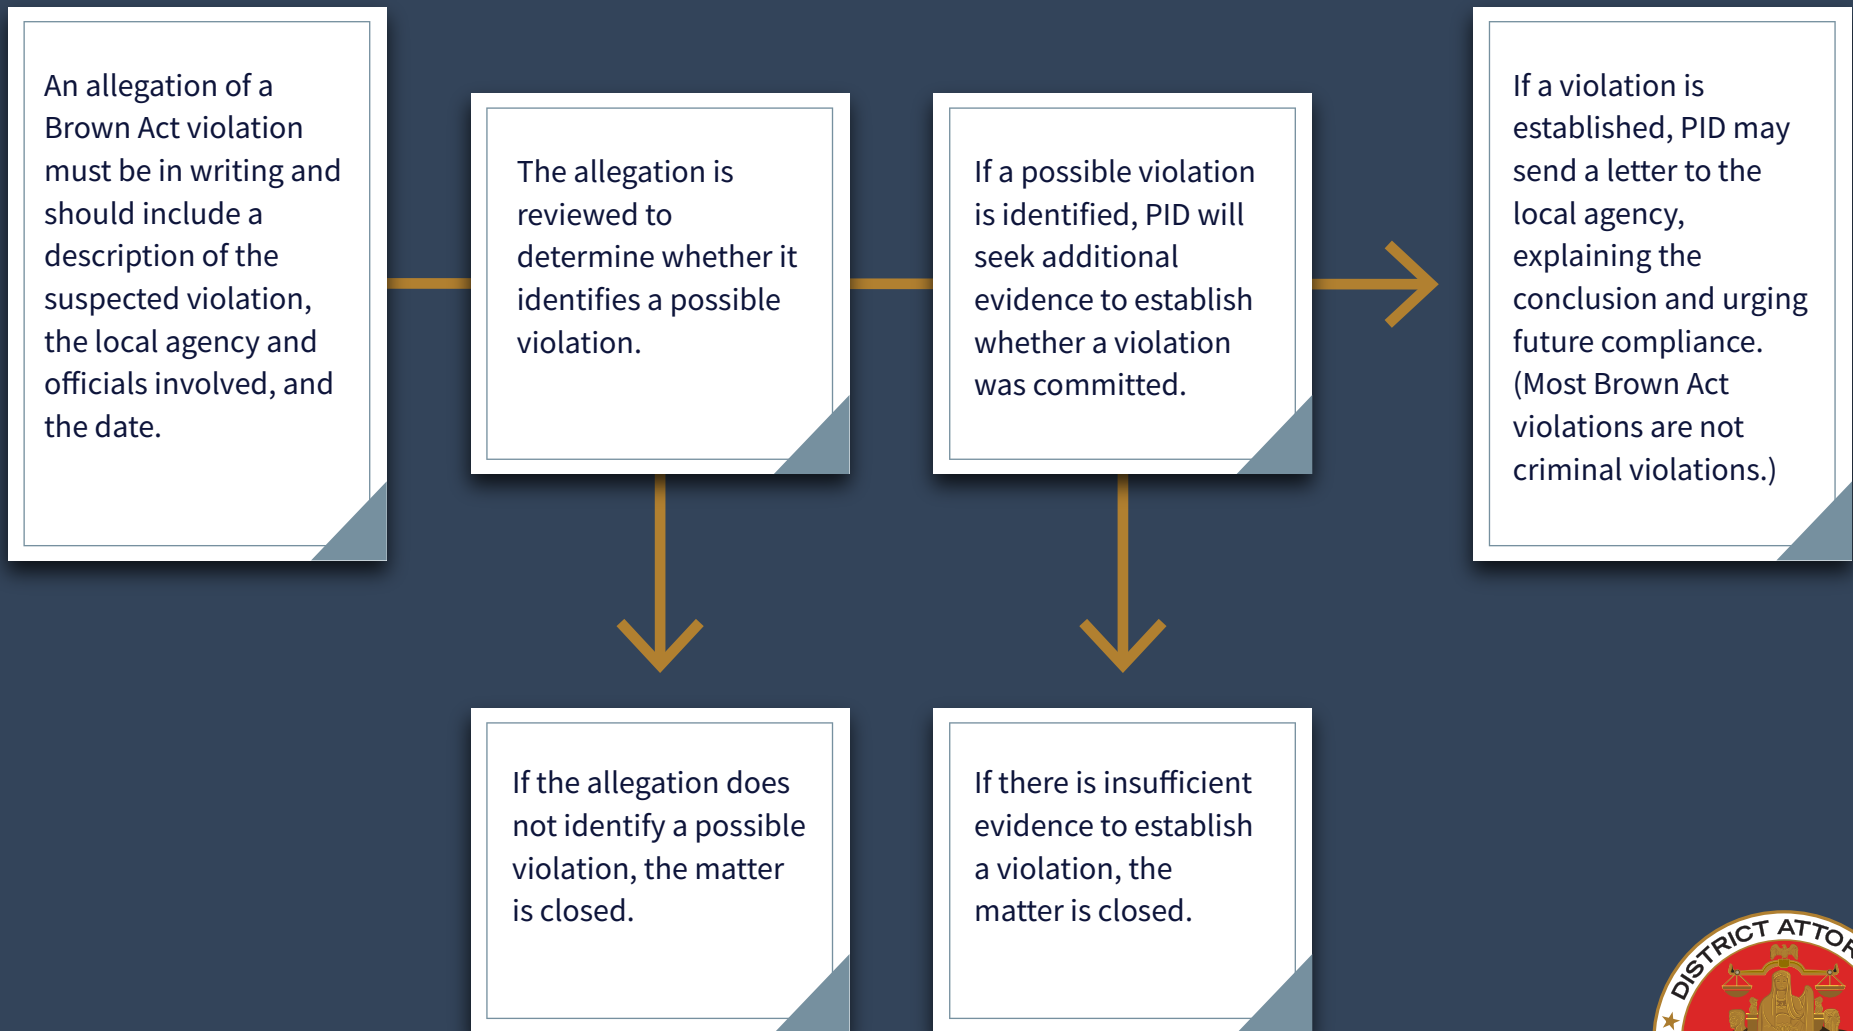 An allegation of a
Brown Act violation
must be in writing and
should include a
description of the
suspected violation,
the local agency and
officials involved, and
the date.
The allegation is
reviewed to
determine whether it
identifies a possible
violation.
If a possible violation
is identified, PID will
seek additional
evidence to establish
whether a violation
was committed.
If a violation is
established, PID may
send a letter to the
local agency,
explaining the
conclusion and urging
future compliance.
(Most Brown Act
violations are not
criminal violations.)
If the allegation does
not identify a possible
violation, the matter
is closed.
If there is insufficient
evidence to establish
a violation, the
matter is closed.
DISTRICT